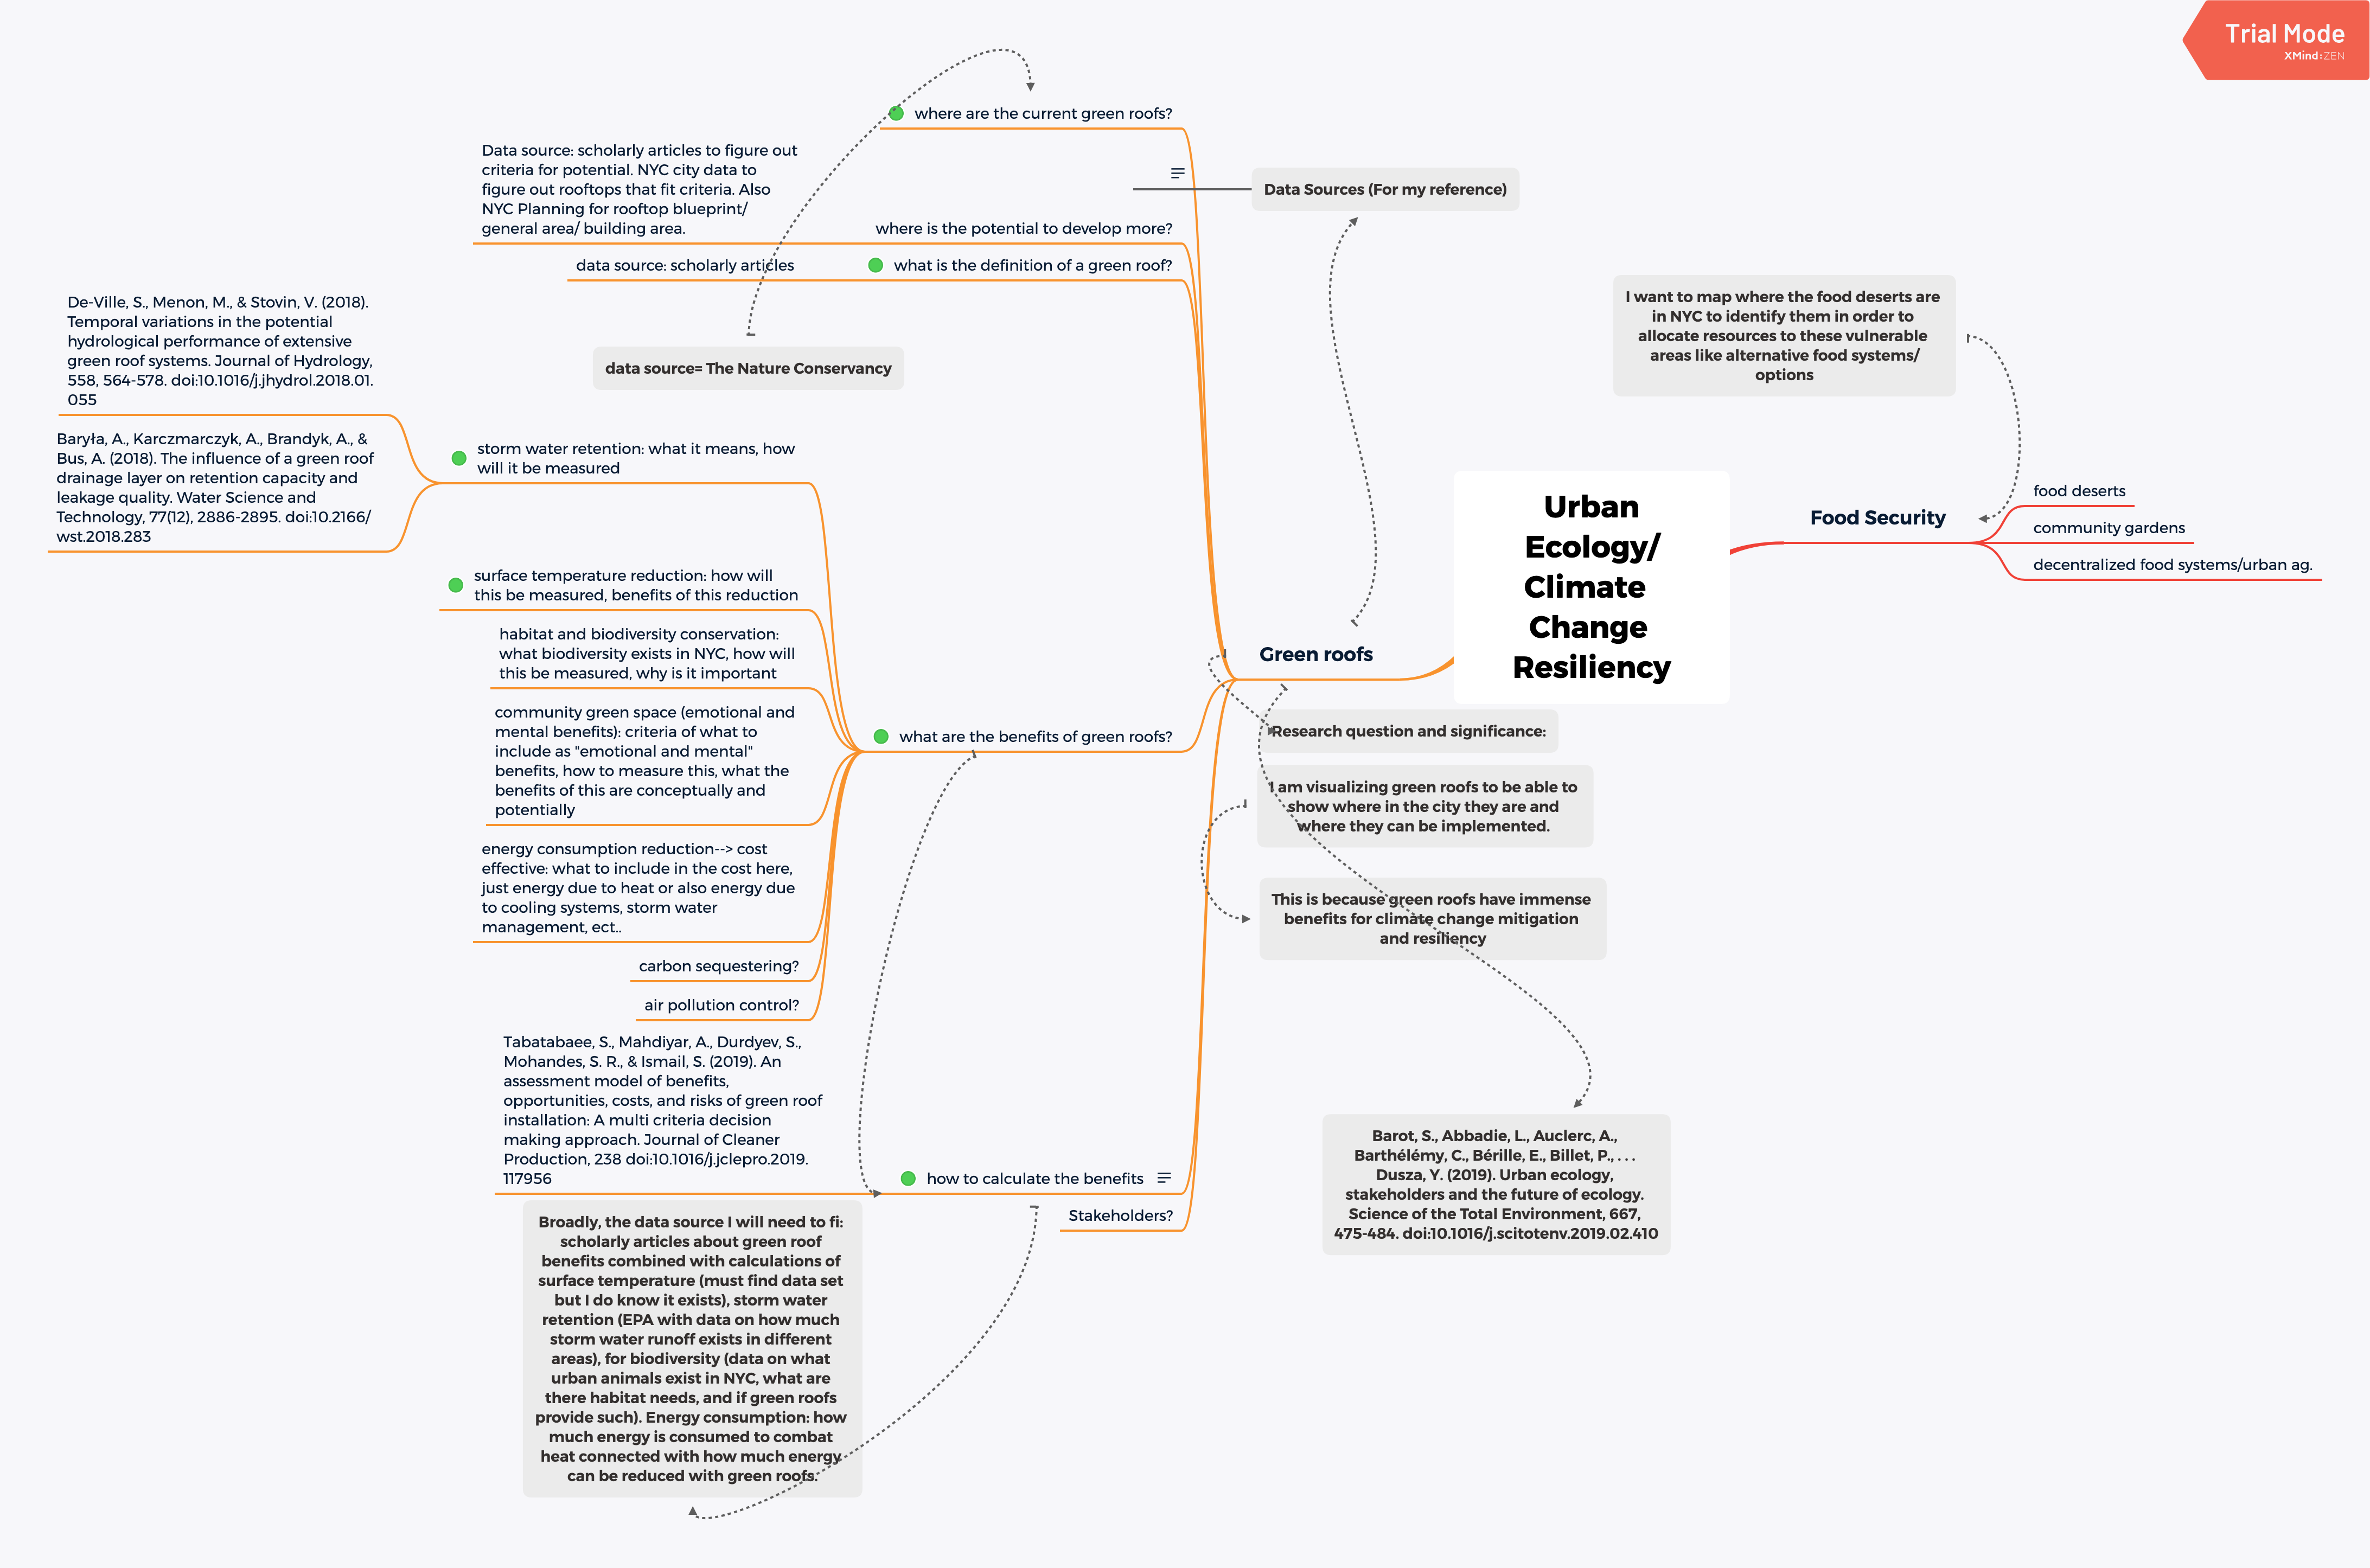 Trial Mode
XMind:ZEN
where are the current green roofs?
Data source: scholarly articles to figure out
criteria for potential. NYC city data to
figure out rooftops that fit criteria. Also
NYC Planning for rooftop blueprint/
general area/ building area.
where is the potential to develop more?
Data Sources (For my reference)
data source: scholarly articles
what is the definition of a green roof?
data source= The Nature Conservancy
De-Ville, S., Menon, M., & Stovin, V. (2018).
Temporal variations in the potential
hydrological performance of extensive
green roof systems. Journal of Hydrology,
558, 564-578. doi:10.1016/j.jhydrol.2018.01.
055
Baryła, A., Karczmarczyk, A., Brandyk, A., &
Bus, A. (2018). The influence of a green roof
drainage layer on retention capacity and
leakage quality. Water Science and
Technology, 77(12), 2886-2895. doi:10.2166/
wst.2018.283
storm water retention: what it means, how
will it be measured
surface temperature reduction: how will
this be measured, benefits of this reduction
habitat and biodiversity conservation:
what biodiversity exists in NYC, how will
this be measured, why is it important
community green space (emotional and
mental benefits): criteria of what to
include as "emotional and mental"
benefits, how to measure this, what the
benefits of this are conceptually and
potentially
energy consumption reduction--> cost
effective: what to include in the cost here,
just energy due to heat or also energy due
to cooling systems, storm water
management, ect..
carbon sequestering?
air pollution control?
what are the benefits of green roofs?
Tabatabaee, S., Mahdiyar, A., Durdyev, S.,
Mohandes, S. R., & Ismail, S. (2019). An
assessment model of benefits,
opportunities, costs, and risks of green roof
installation: A multi criteria decision
making approach. Journal of Cleaner
Production, 238 doi:10.1016/j.jclepro.2019.
117956
how to calculate the benefits
Stakeholders?
Broadly, the data source I will need to fi:
scholarly articles about green roof
benefits combined with calculations of
surface temperature (must find data set
but I do know it exists), storm water
retention (EPA with data on how much
storm water runoff exists in different
areas), for biodiversity (data on what
urban animals exist in NYC, what are
there habitat needs, and if green roofs
provide such). Energy consumption: how
much energy is consumed to combat
heat connected with how much energy
can be reduced with green roofs.
Green roofs
Urban
Ecology/
Climate
Change
Resiliency
Research question and significance:
I am visualizing green roofs to be able to
show where in the city they are and
where they can be implemented.
This is because green roofs have immense
benefits for climate change mitigation
and resiliency
Barot, S., Abbadie, L., Auclerc, A.,
Barthélémy, C., Bérille, E., Billet, P., . . .
Dusza, Y. (2019). Urban ecology,
stakeholders and the future of ecology.
Science of the Total Environment, 667,
475-484. doi:10.1016/j.scitotenv.2019.02.410
I want to map where the food deserts are
in NYC to identify them in order to
allocate resources to these vulnerable
areas like alternative food systems/
options
Food Security
food deserts
community gardens
decentralized food systems/urban ag.